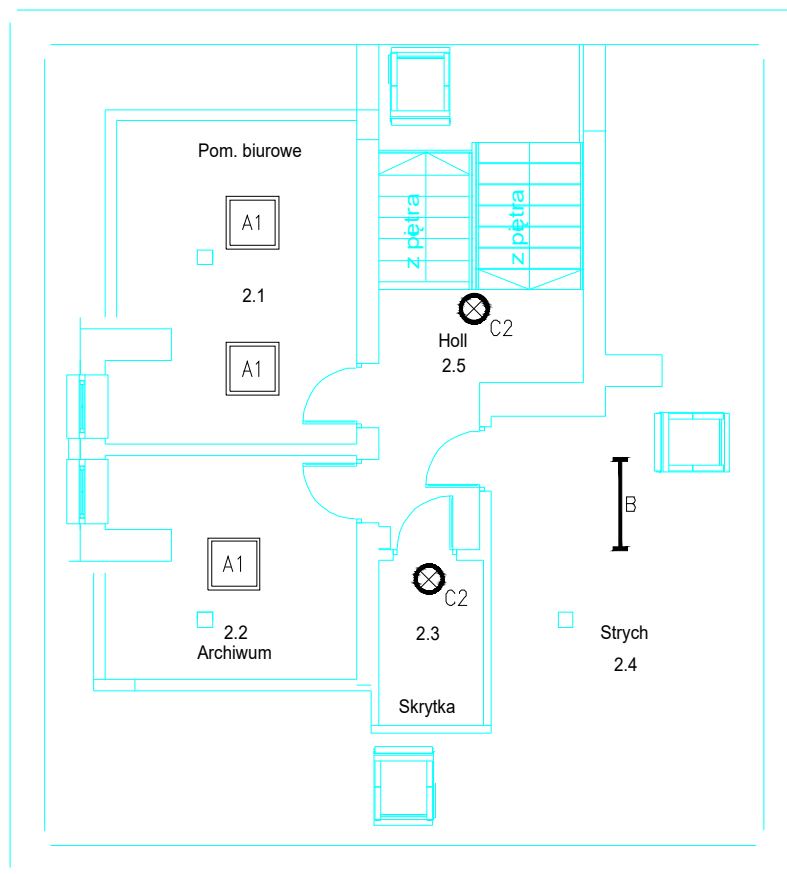 Pom. biurowe
A1
2.1
A1
z piętra
z piętra
C2
Holl
2.5
B
A1
C2
2.2
Archiwum
2.3
Skrytka
Strych
2.4